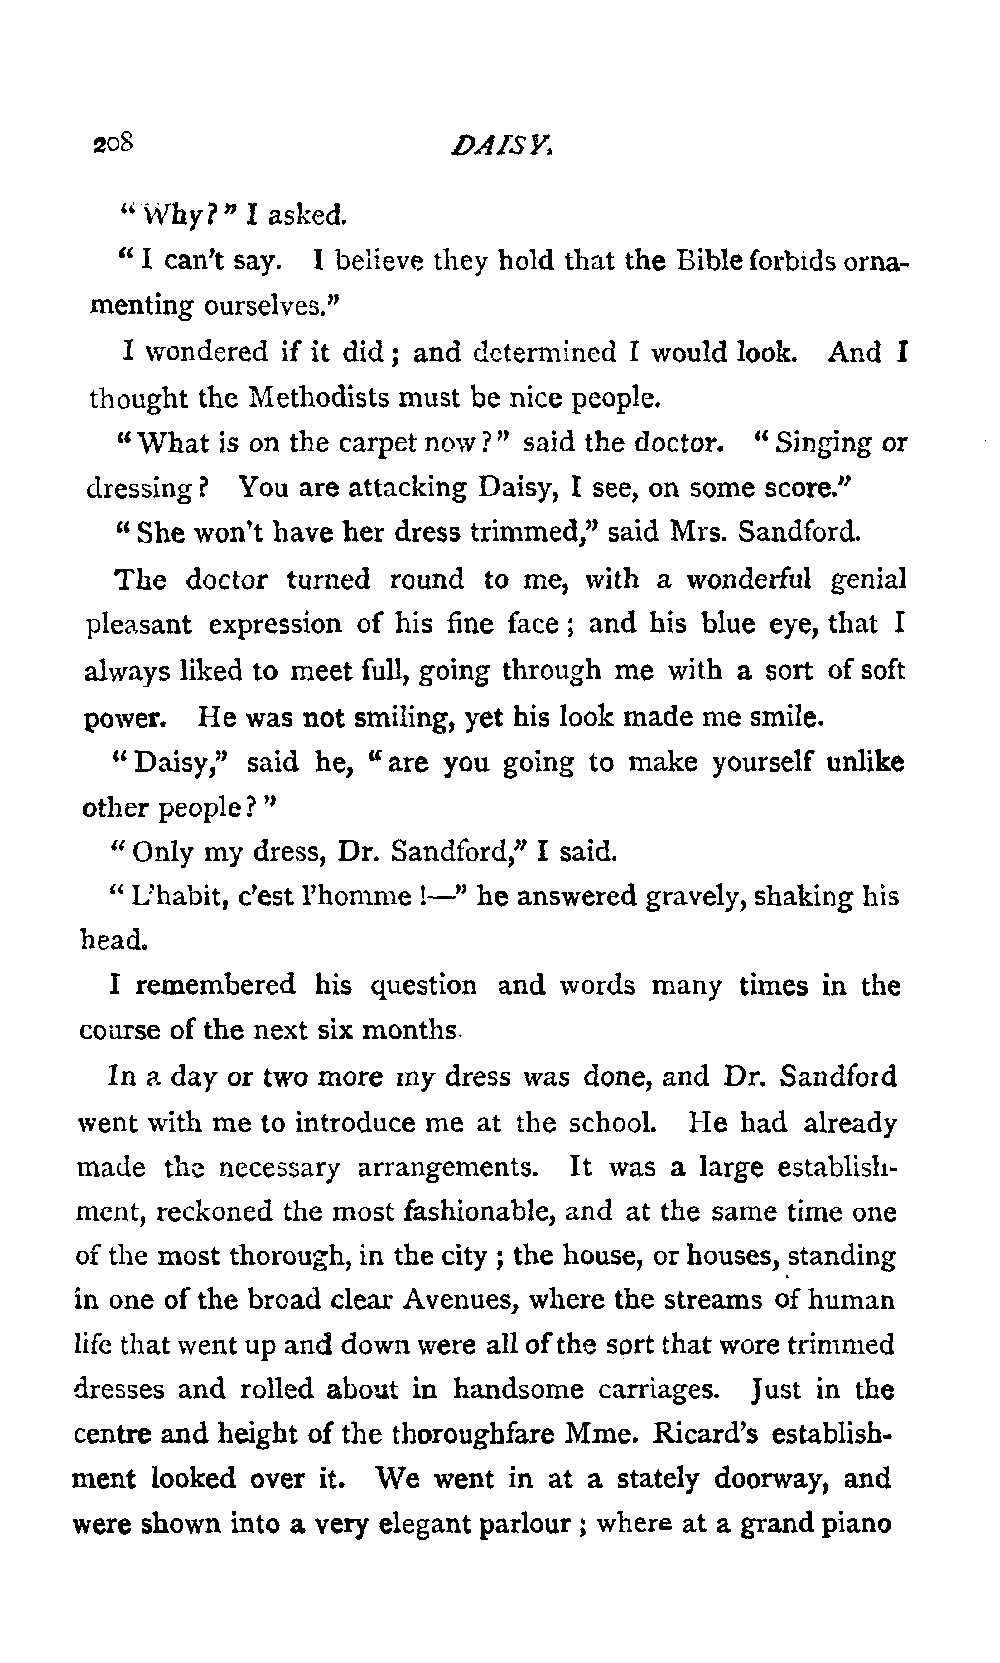 208 DAISY.
"Why?" I asked.
"I can't say. I believe they hold that the Bible forbids orna-
menting ourselves."
I wondered if it did; and determined I would look. And I
thought the Methodists must be nice people.
"What is on the carpet now?" said the doctor. "Singing or
dressing? You are attacking Daisy, I see, on some score."
"She won't have her dress trimmed," said Mrs. Sandford.
The doctor turned round to me, with a wonderful genial
pleasant expression of his fine face; and his blue eye, that I
always liked to meet full, going through me with a sort of soft
power. He was not smiling, yet his look made me smile.
"Daisy," said he, "are you going to make yourself unlike
other people?"
"Only my dress, Dr. Sandford," I said.
"L'habit, c'est l'homme!—" he answered gravely, shaking his
head.
I remembered his question and words many times in the
course of the next six months.
In a day or two more my dress was done, and Dr. Sandford
went with me to introduce me at the school. He had already
made the necessary arrangements. It was a large establish-
ment, reckoned the most fashionable, and at the same time one
of the most thorough, in the city; the house, or houses, standing
in one of the broad clear Avenues, where the streams of human
life that went up and down were all of the sort that wore trimmed
dresses and rolled about in handsome carriages. Just in the
centre and height of the thoroughfare Mme. Ricard's establish-
ment looked over it. We went in at a stately doorway, and
were shown into a very elegant parlour; where at a grand piano